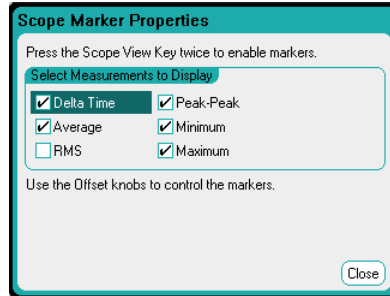 Scope Marker Properties
Press the Scope View Key twice to enable markers.
Select Measurements to Display
Delta Time Peak-Peak
Average Minimum
RMS Maximum
Use the Offset knobs to control the markers.
Close